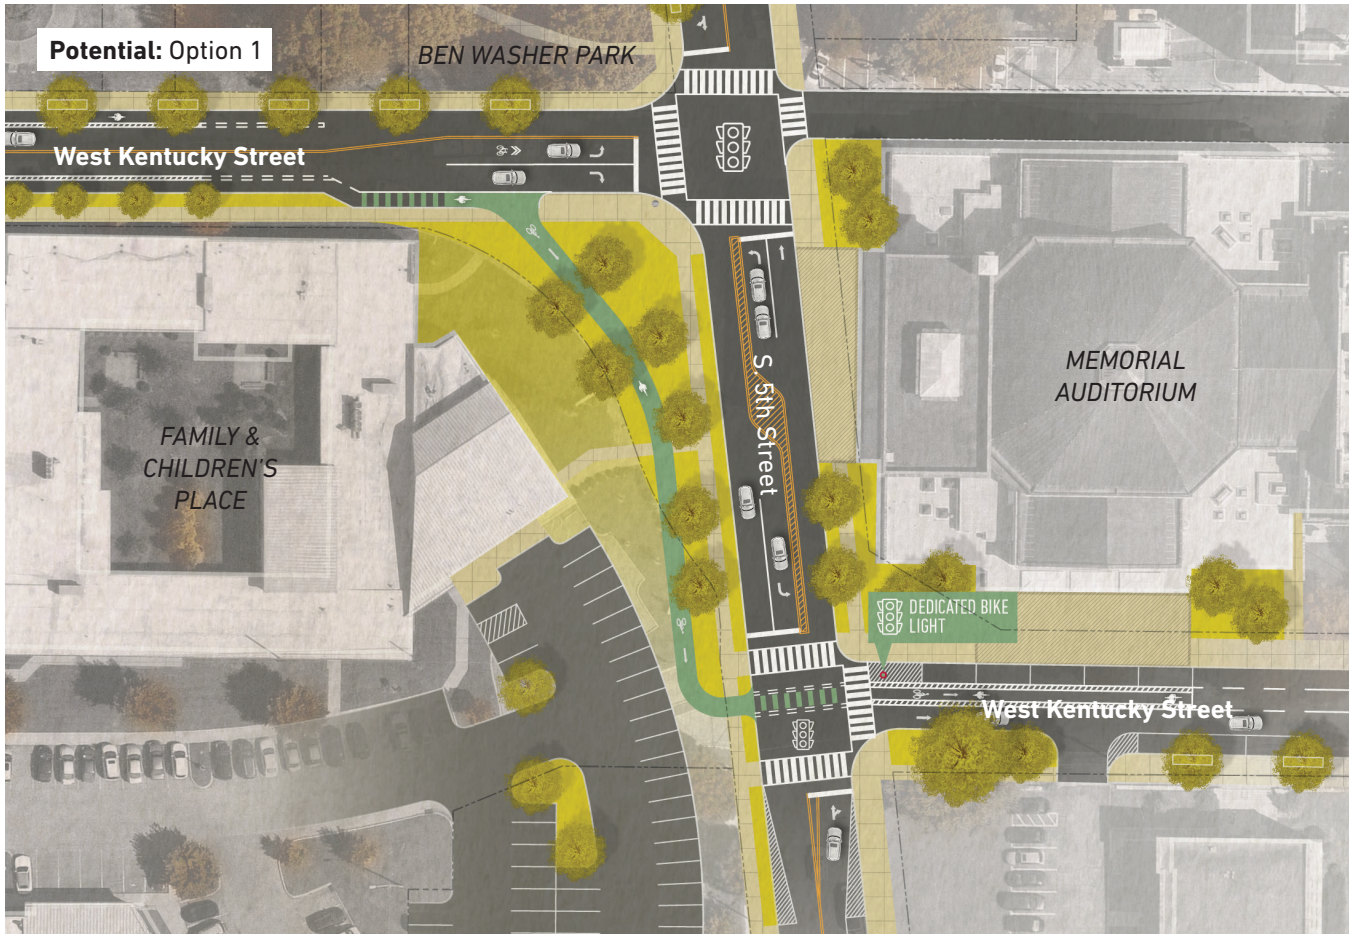 Potential: Option 1
BEN WASHER PARK
West Kentucky Street
S. 5th Street
MEMORIAL
AUDITORIUM
FAMILY &
CHILDREN'S
PLACE
DEDICATED BIKE
LIGHT
West Kentucky Street